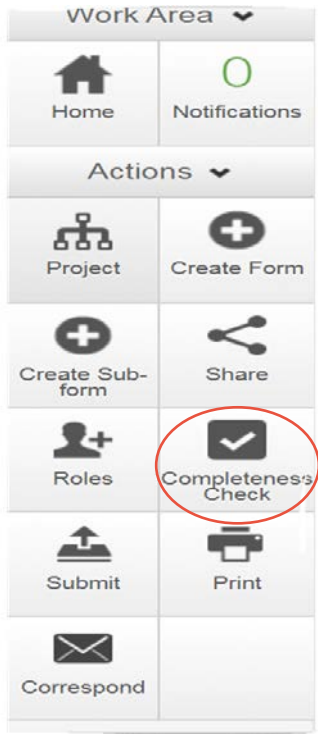 Work Area
Home
0
Notifications
Actions
Project
Create Form
Create Sub-
form
Share
Roles
Completeness
Check
Submit
Print
Correspond